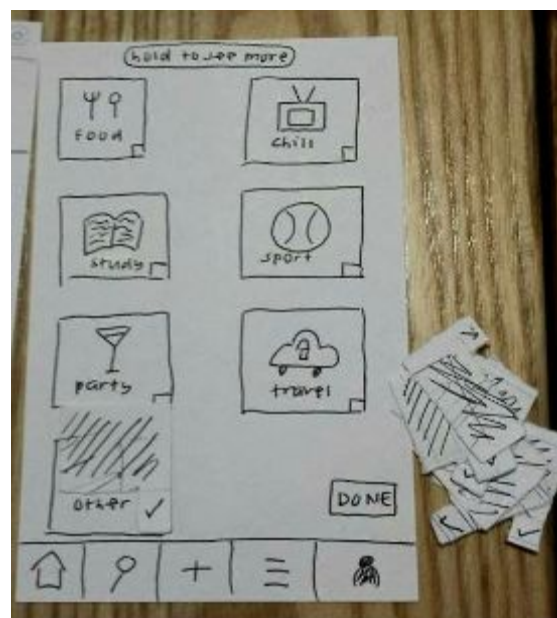 hold to see more
food
chill
study
sport
party
travel
other
DONE